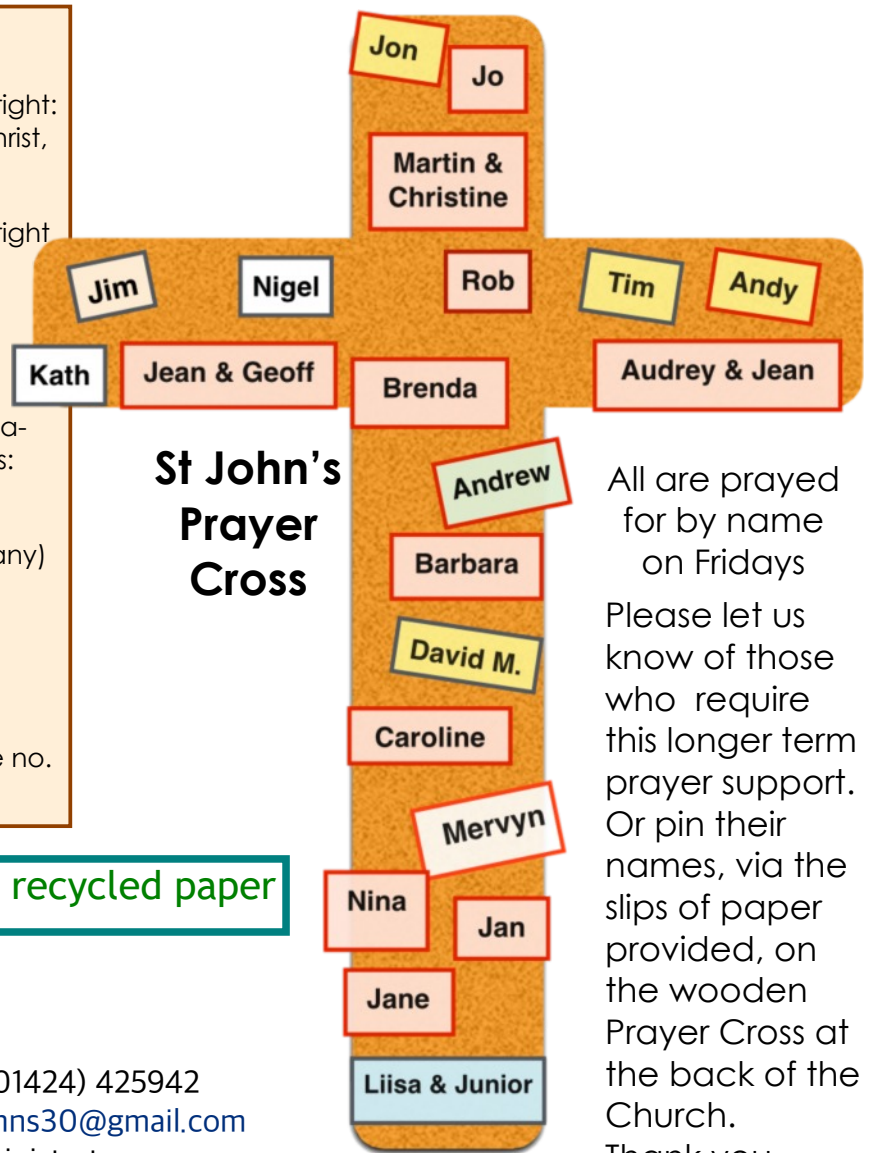 right:
hrist,
right
a-
s:
any)
e no.
recycled paper
01424) 425942
nns30@gmail.com
Jon
Jo
Martin &
Christine
Jim
Nigel
Rob
Tim
Andy
Kath
Jean & Geoff
Brenda
Audrey & Jean
St John’s
Prayer
Cross
Andrew
Barbara
David M.
Caroline
Mervyn
Nina
Jan
Jane
Liisa & Junior
All are prayed
for by name
on Fridays
Please let us
know of those
who require
this longer term
prayer support.
Or pin their
names, via the
slips of paper
provided, on
the wooden
Prayer Cross at
the back of the
Church.
Thank you